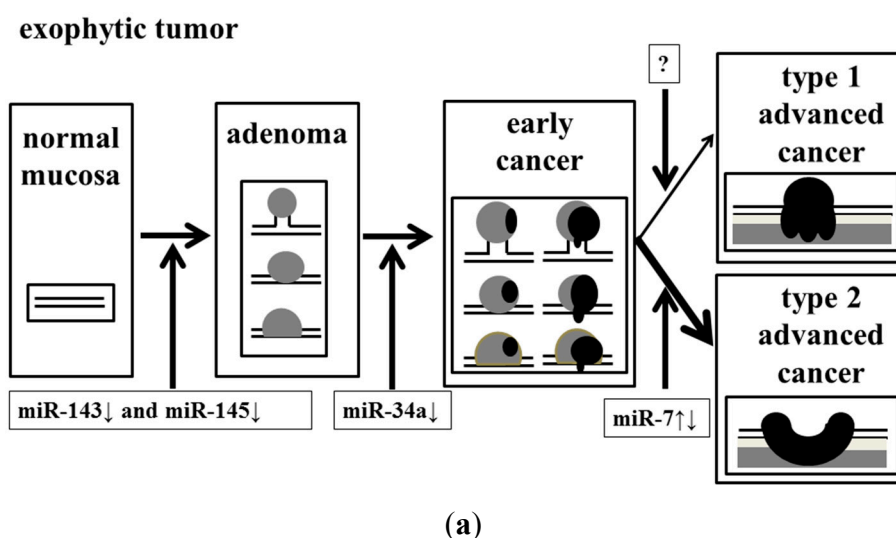 exophytic tumor
normal
mucosa
adenoma
early
cancer
?
type 1
advanced
cancer
type 2
advanced
cancer
miR-143↓ and miR-145↓
miR-34a↓
miR-7↑↓
(a)